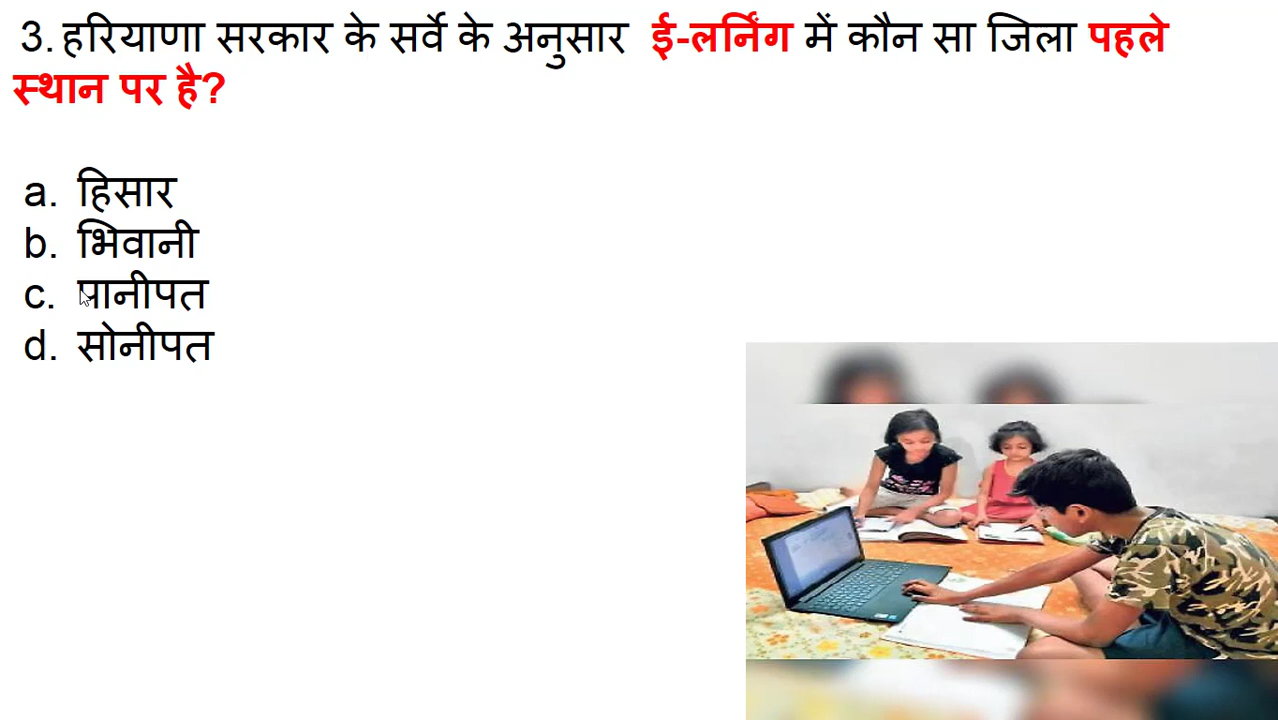 3. हरियाणा सरकार के सर्वे के अनुसार ई-लर्निंग में कौन सा जिला पहले
स्थान पर है?
a. हिसार
b. भिवानी
c. पानीपत
d. सोनीपत